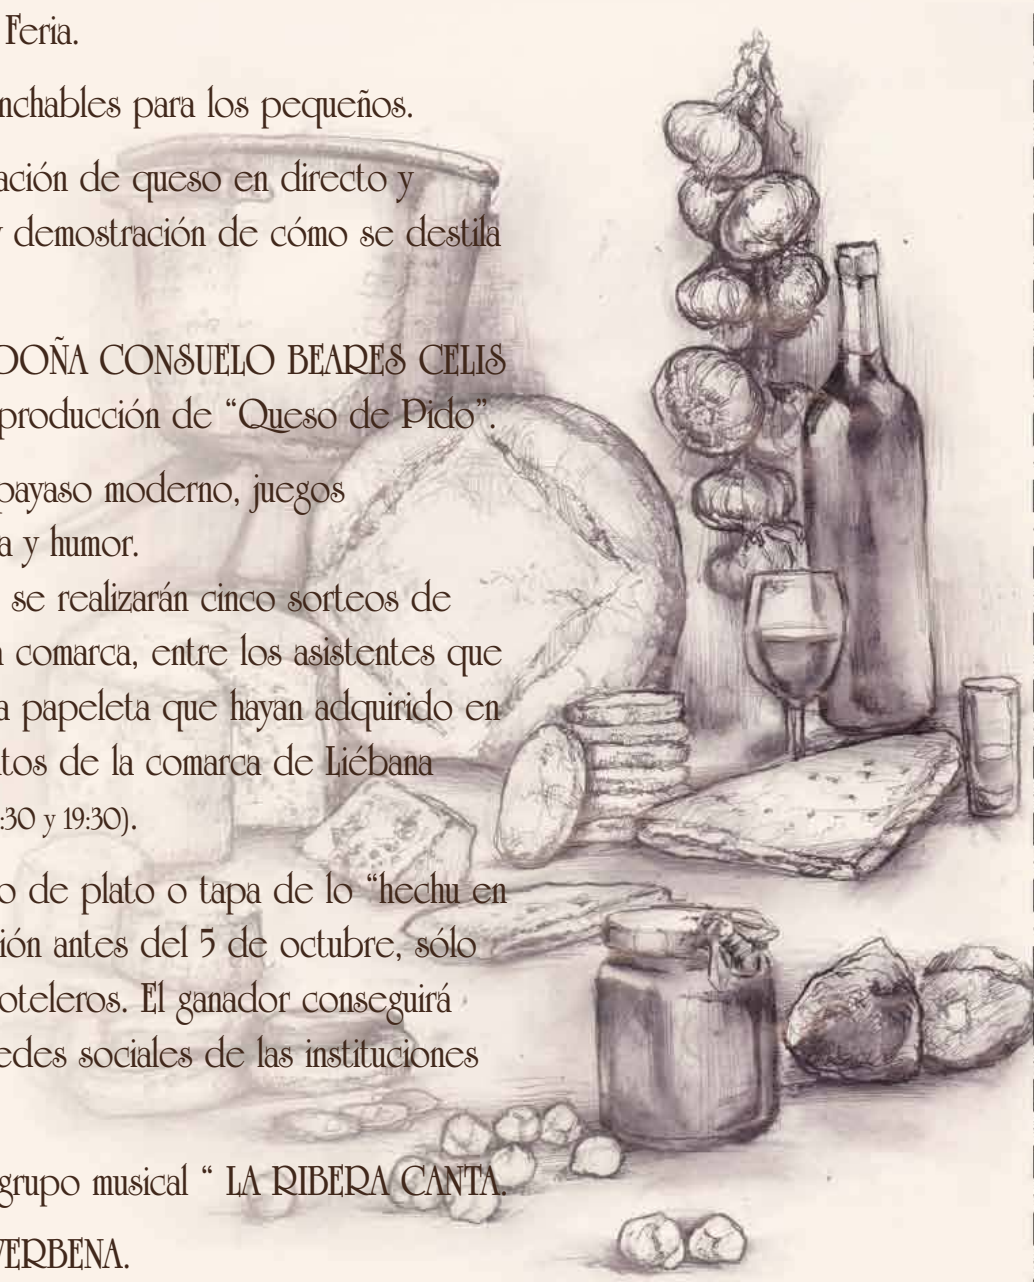 Feria.
nchables para los pequeños.
ación de queso en directo y
y demostración de cómo se destila
DOÑA CONSUELO BEARES CELIS
producción de “Queso de Pido”.
payaso moderno, juegos
a y humor.
se realizarán cinco sorteos de
a comarca, entre los asistentes que
a papeleta que hayan adquirido en
tos de la comarca de Liébana
:30 y 19:30).
o de plato o tapa de lo “hechu en
ción antes del 5 de octubre, sólo
oteleros. El ganador conseguirá
edes sociales de las instituciones
grupo musical “ LA RIBERA CANTA.
VERBENA.